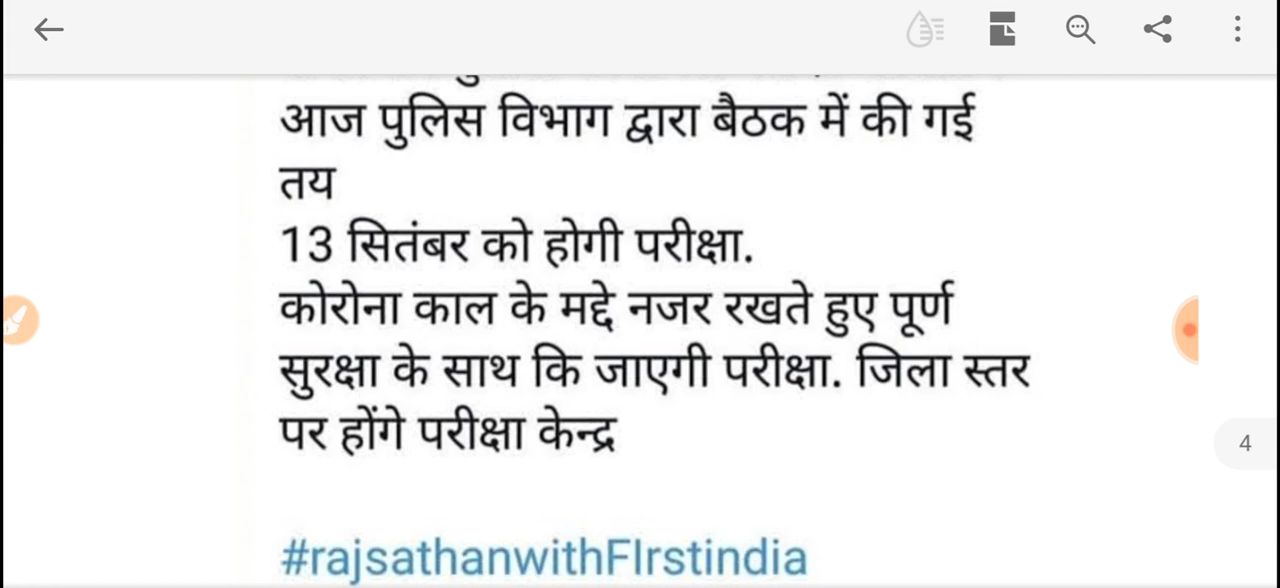 आज पुलिस विभाग द्वारा बैठक में की गई
तय
13 सितंबर को होगी परीक्षा.
कोरोना काल के मद्दे नजर रखते हुए पूर्ण
सुरक्षा के साथ कि जाएगी परीक्षा. जिला स्तर
पर होंगे परीक्षा केन्द्र
4
#rajsathanwithFIrstindia